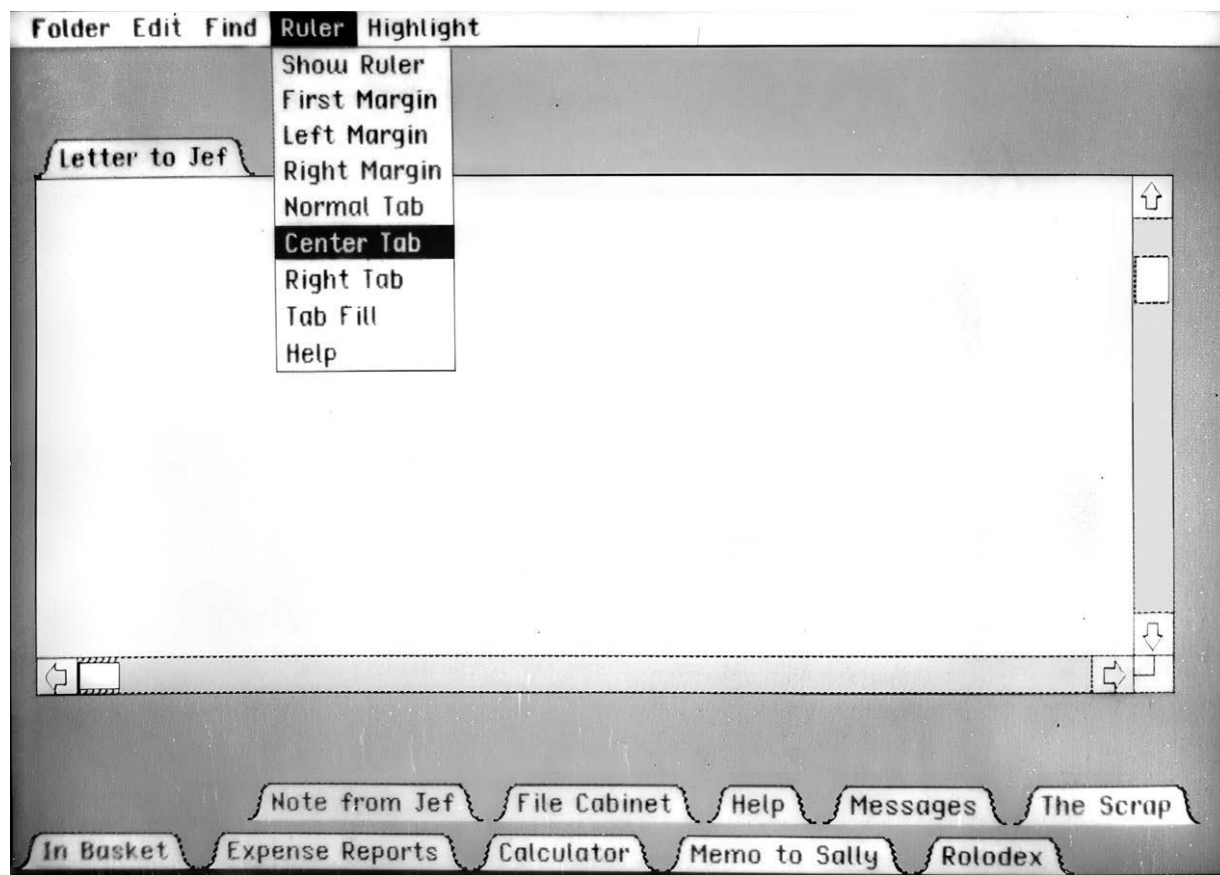 Folder Edit Find Ruler Highlight
Show Ruler
First Margin
Left Margin
Right Margin
Normal Tab
Center Tab
Right Tab
Tab Fill
Help
Letter to Jef
Note from Jef File Cabinet Help Messages The Scrap
In Basket Expense Reports Calculator Memo to Sally Rolodex